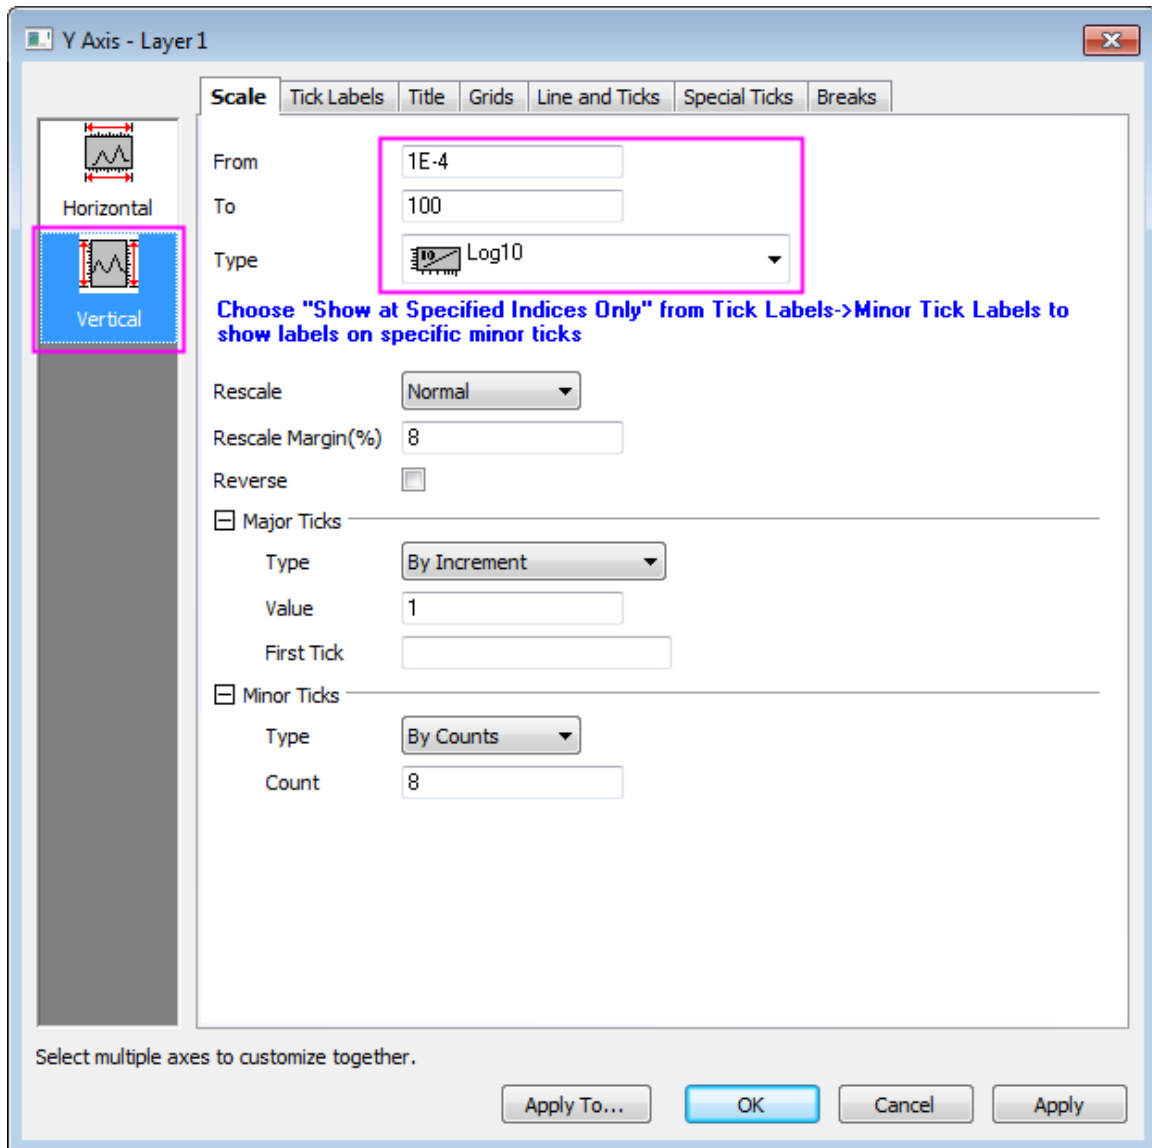 Y Axis - Layer 1
Scale Tick Labels Title Grids Line and Ticks Special Ticks Breaks
Horizontal
Vertical
From 1E-4
To 100
Type 10 Log10
Choose "Show at Specified Indices Only" from Tick Labels->Minor Tick Labels to
show labels on specific minor ticks
Rescale Normal
Rescale Margin(%) 8
Reverse
Major Ticks
Type By Increment
Value 1
First Tick
Minor Ticks
Type By Counts
Count 8
Select multiple axes to customize together.
Apply To... OK Cancel Apply